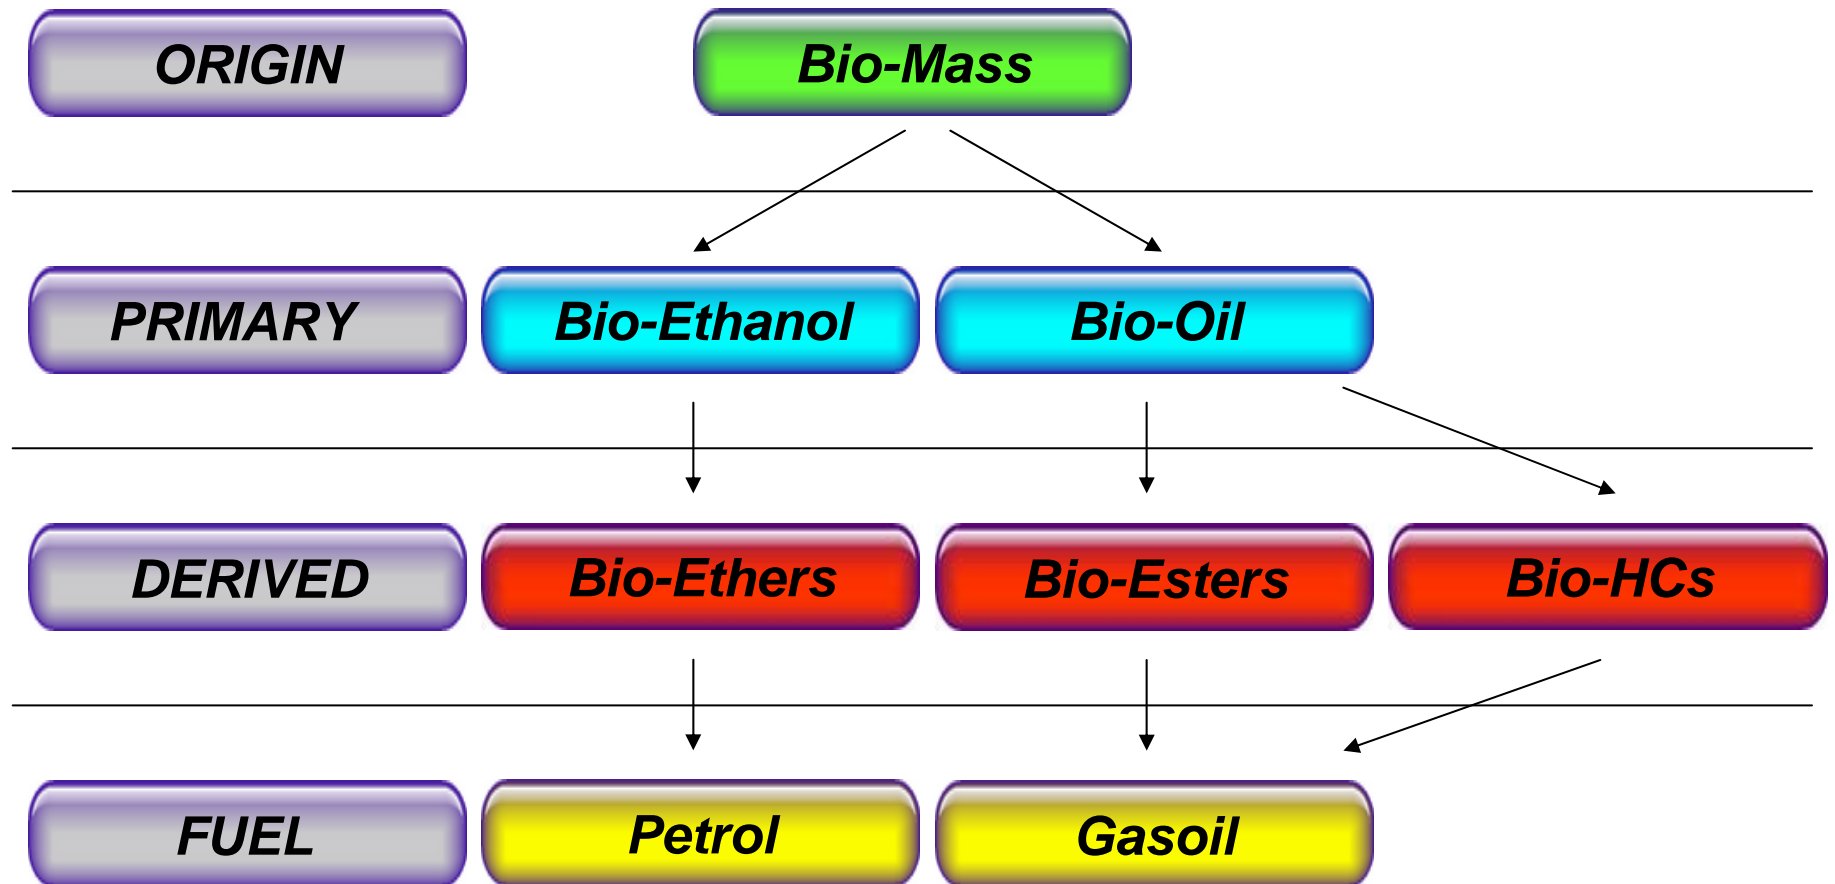 ORIGIN
Bio-Mass
PRIMARY
Bio-Ethanol
Bio-Oil
DERIVED
Bio-Ethers
Bio-Esters
Bio-HCs
FUEL
Petrol
Gasoil